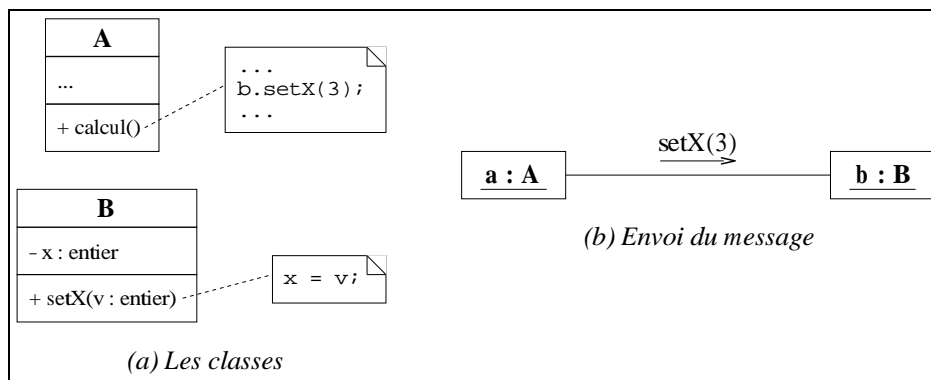 A
...
+ calcul()
...
b.setX(3);
...
B
- x : entier
+ setX(v : entier)
x = v;
(a) Les classes
setX(3)
a : A
b : B
(b) Envoi du message